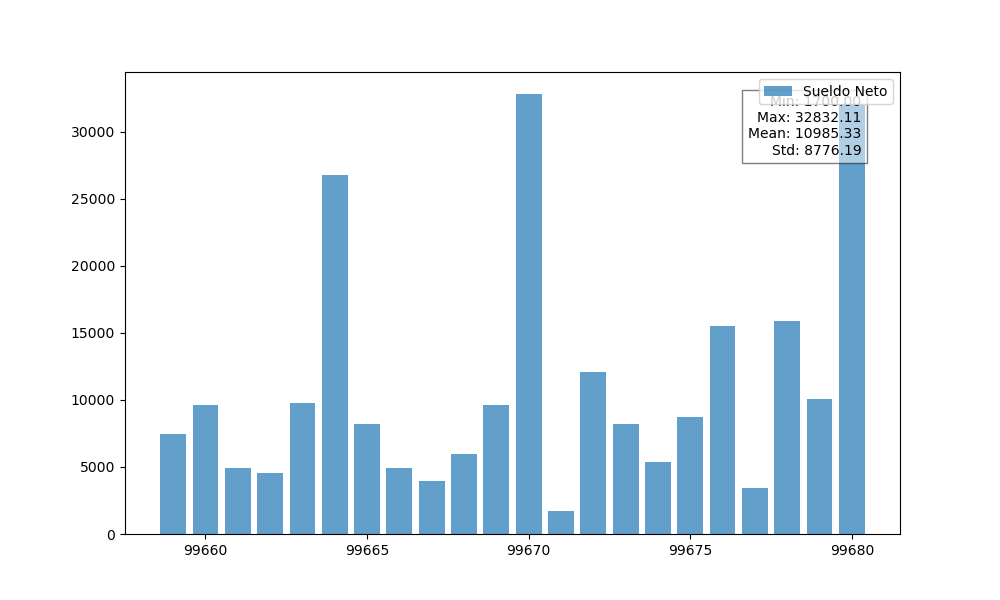 Sueldo Neto
Min: 1700.00
Max: 32832.11
Mean: 10985.33
Std: 8776.19
30000
25000
20000
15000
10000
5000
0
99660 99665 99670 99675 99680